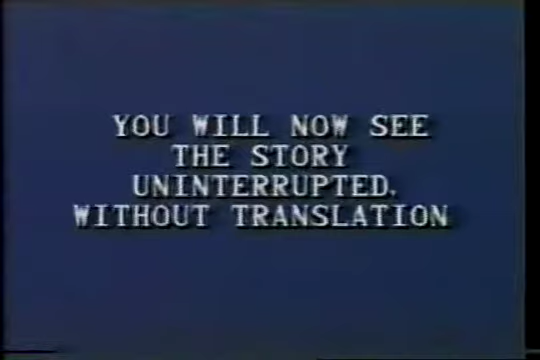 YOU WILL NOW SEE
THE STORY
UNINTERRUPTED,
WITHOUT TRANSLATION